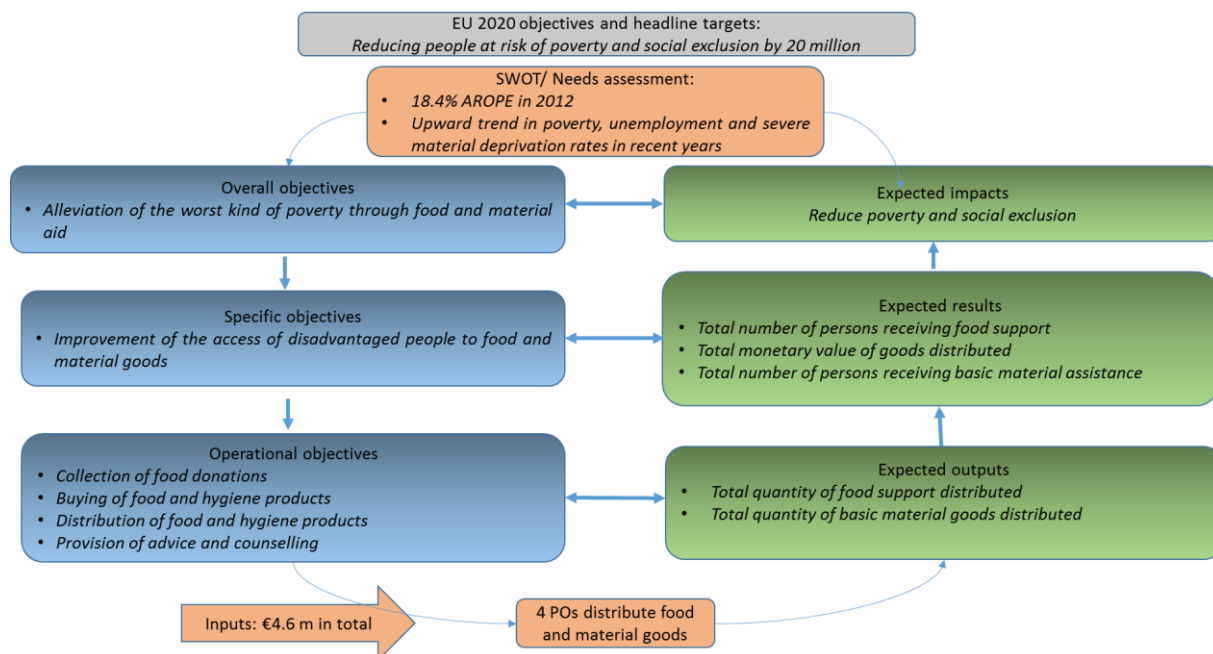 EU 2020 objectives and headline targets:
Reducing people at risk of poverty and social exclusion by 20 million
SWOT/ Needs assessment:
• 18.4% AROPE in 2012
• Upward trend in poverty, unemployment and severe
material deprivation rates in recent years
Overall objectives
• Alleviation of the worst kind of poverty through food and material
aid
Expected impacts
Reduce poverty and social exclusion
Specific objectives
• Improvement of the access of disadvantaged people to food and
material goods
Expected results
• Total number of persons receiving food support
• Total monetary value of goods distributed
• Total number of persons receiving basic material assistance
Operational objectives
• Collection of food donations
• Buying of food and hygiene products
• Distribution of food and hygiene products
• Provision of advice and counselling
Expected outputs
• Total quantity of food support distributed
• Total quantity of basic material goods distributed
Inputs: €4.6 m in total
4 POs distribute food
and material goods